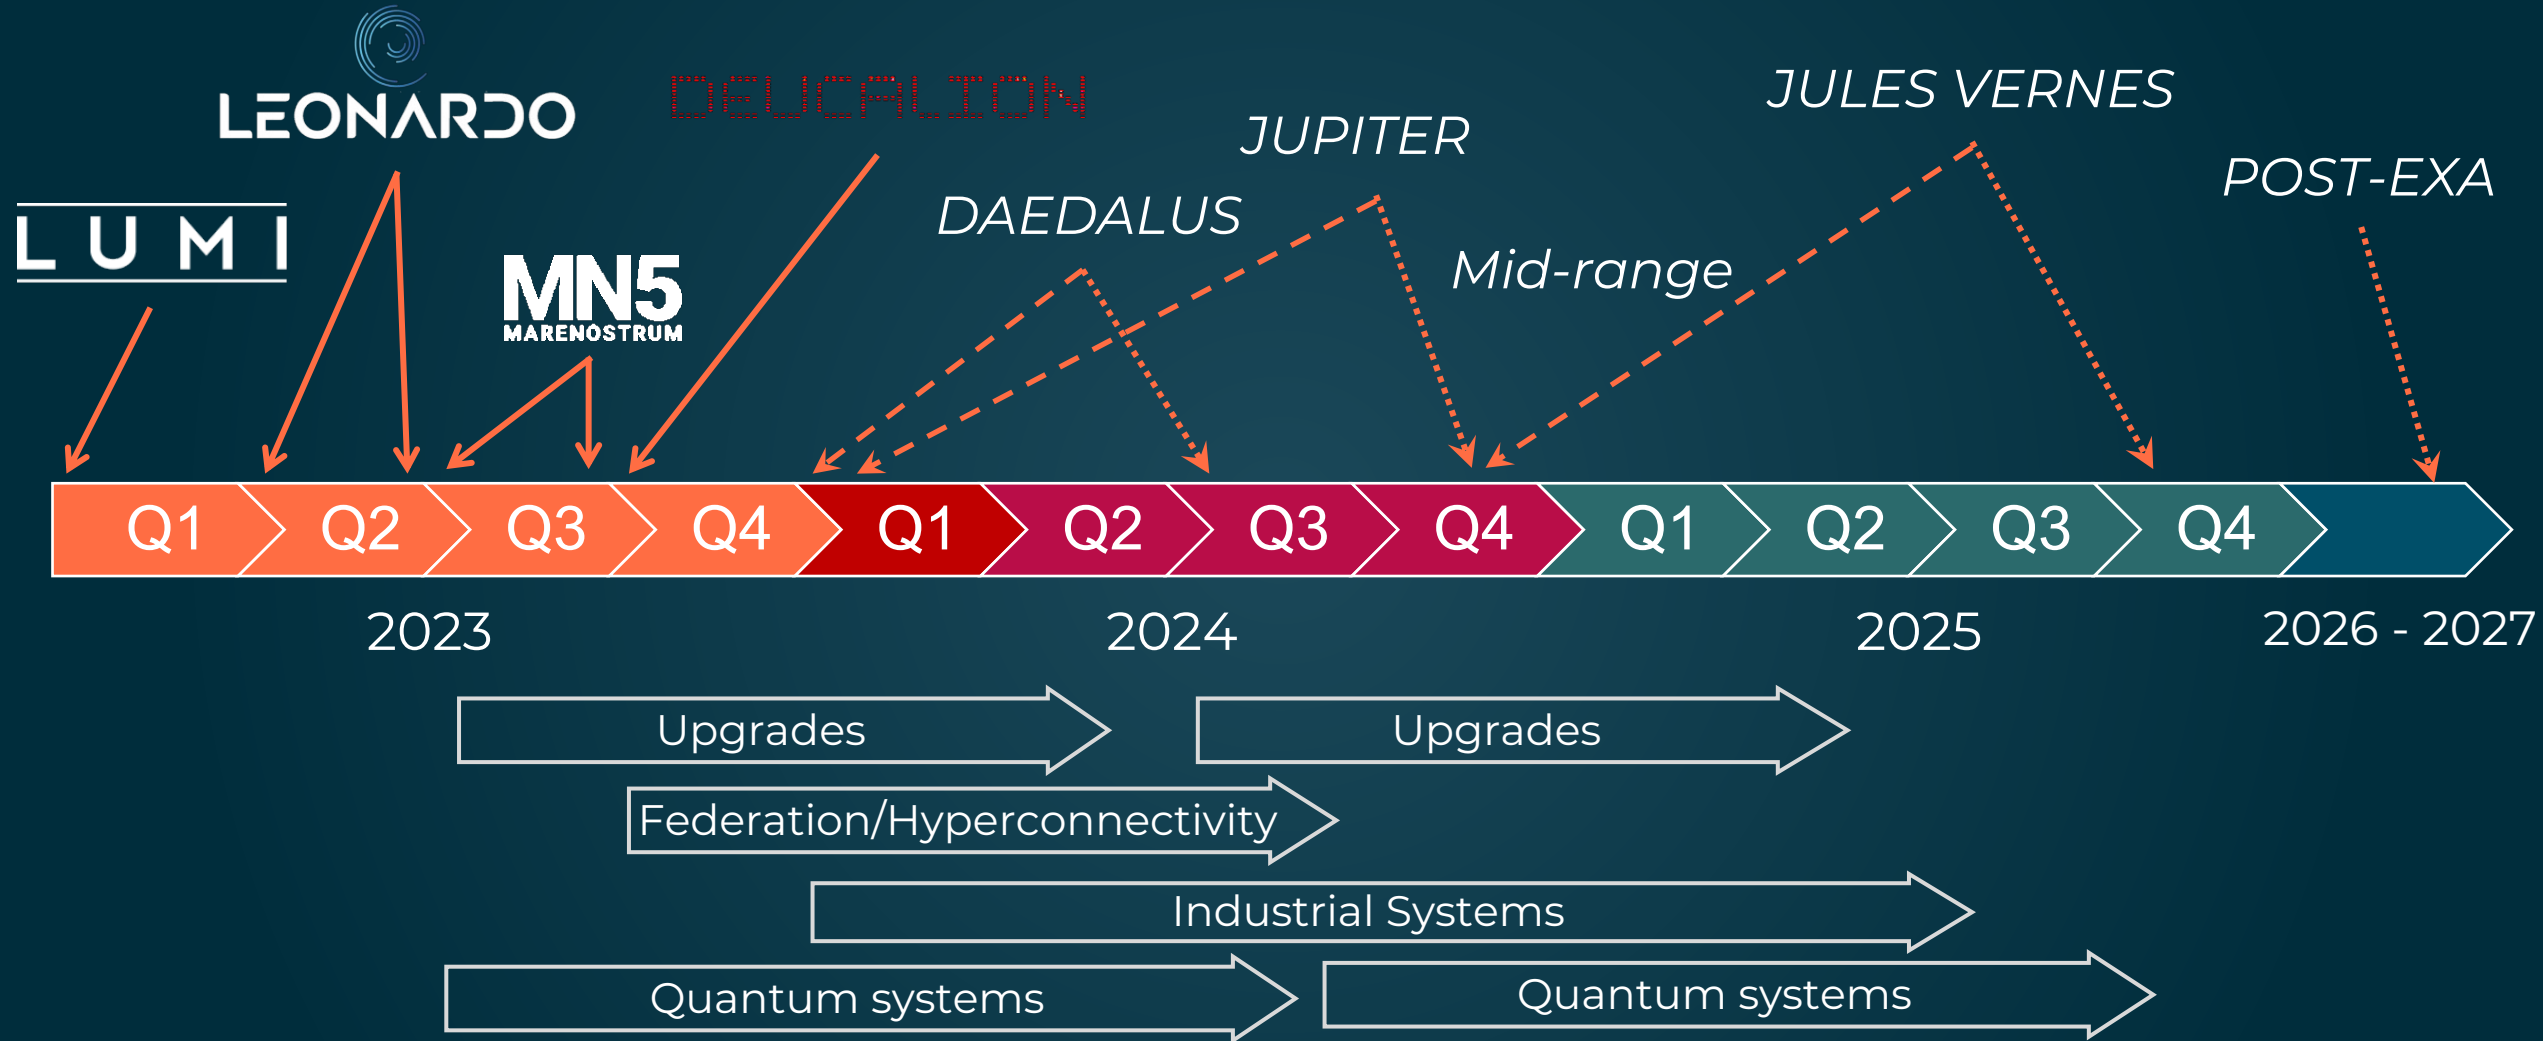 LEONARDO
DEUCALION
JULES VERNES
JUPITER
POST-EXA
DAEDALUS
LUMI
Mid-range
MN5
MARENOSTRUM
Q1 Q2 Q3 Q4 Q1 Q2 Q3 Q4 Q1 Q2 Q3 Q4
2023 2024 2025 2026 - 2027
Upgrades Upgrades
Federation/Hyperconnectivity
Industrial Systems
Quantum systems Quantum systems